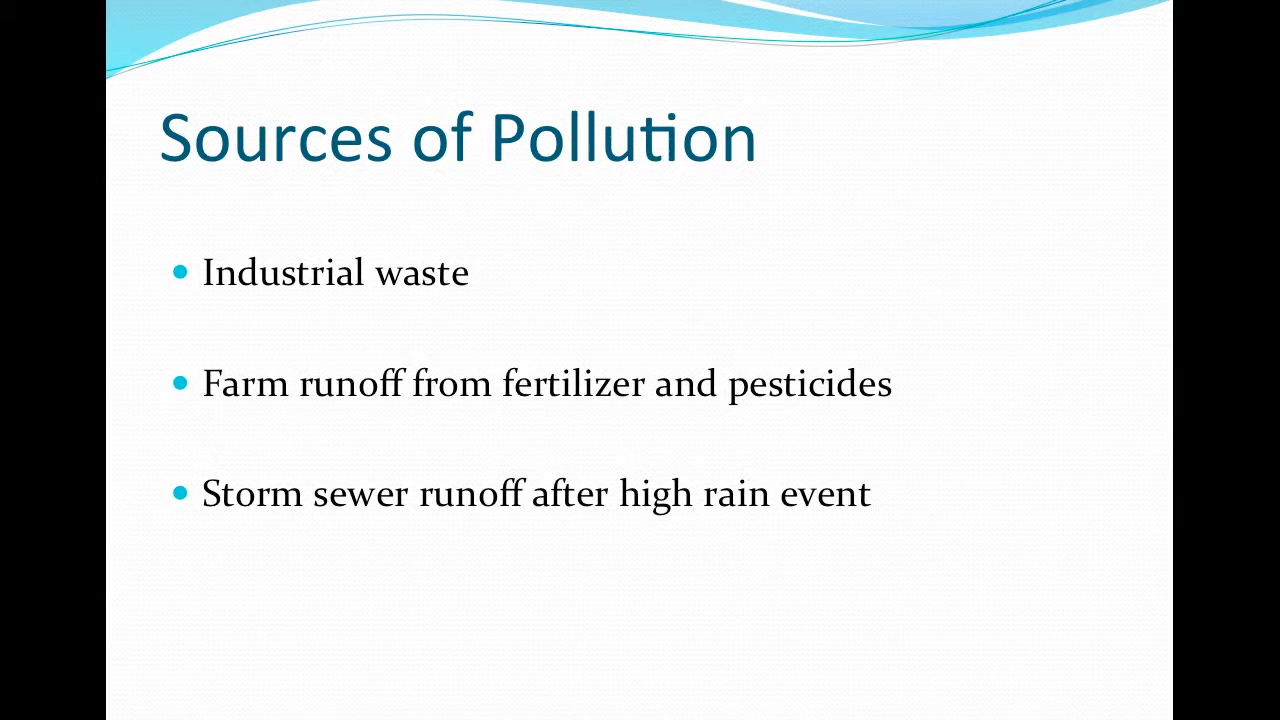 Sources of Pollution
Industrial waste
Farm runoff from fertilizer and pesticides
Storm sewer runoff after high rain event